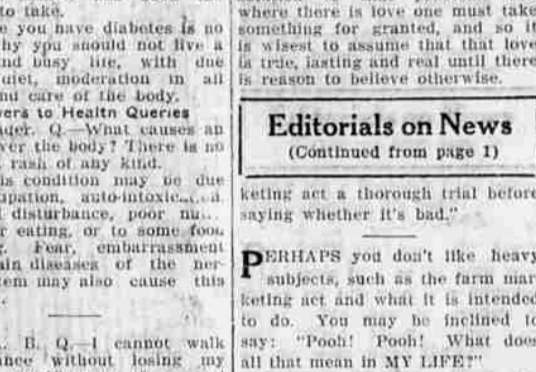 to take.
e you have diabetes is no
hy ypu snould not live a
nd busy life, with due
uiet, moderation in all
nd care of the body.
ers to Healtn Queries
ader. Q.—What causes an
ver the body? There is no
rash of any kind.
is condition may be due
pation,
disturbance, poor
r eating, or to some
Fear, embarrassment
ain diseases of the ner-
tem may also cause this
B. Q.—I cannot walk
ance without losing my
where there is love one must take
something for granted, and so it
is wisest to assume that that love
is true, lasting and real until there
is reason to believe otherwise.
Editorials on News
(Continued from page 1)
keting act a thorough trial before
saying whether it's bad."
PERHAPS you don't like heavy
subjects, such as the farm mar
keting act and what it is intended
to do. You may be inclined to
say: "Pooh! Pooh! What does
all that mean in MY LIFE?"